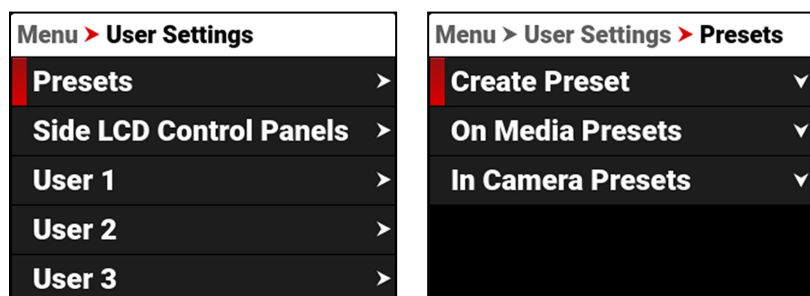 Menu > User Settings
Presets >
Side LCD Control Panels >
User 1 >
User 2 >
User 3 >
Menu > User Settings > Presets
Create Preset
On Media Presets
In Camera Presets